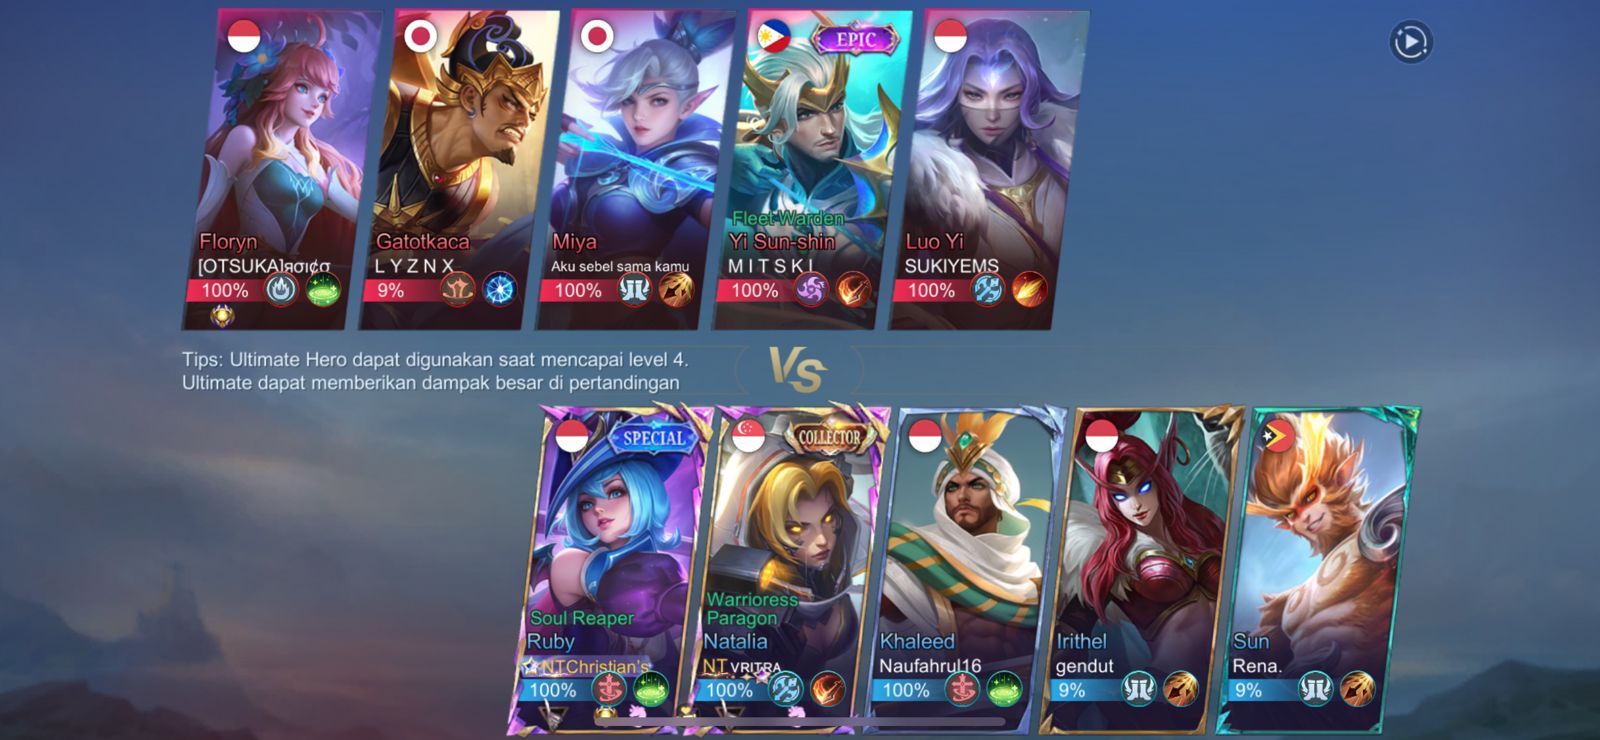 EPIC
Floryn
[OTSUKA]яσι¢σ
100%
Gatotkaca
L Y Z N X
9%
Miya
Aku sebel sama kamu
100%
Fleet Warden
Yi Sun-shin
M I T S K I
100%
Luo Yi
SUKIYEMS
100%
Tips: Ultimate Hero dapat digunakan saat mencapai level 4.
Ultimate dapat memberikan dampak besar di pertandingan
VS
SPECIAL
Soul Reaper
Ruby
NTChristian's
100%
COLLECTOR
Warrioress
Paragon
Natalia
NT VRITRA
100%
Khaleed
Naufahrul16
100%
Irithel
gendut
9%
Sun
Rena.
9%